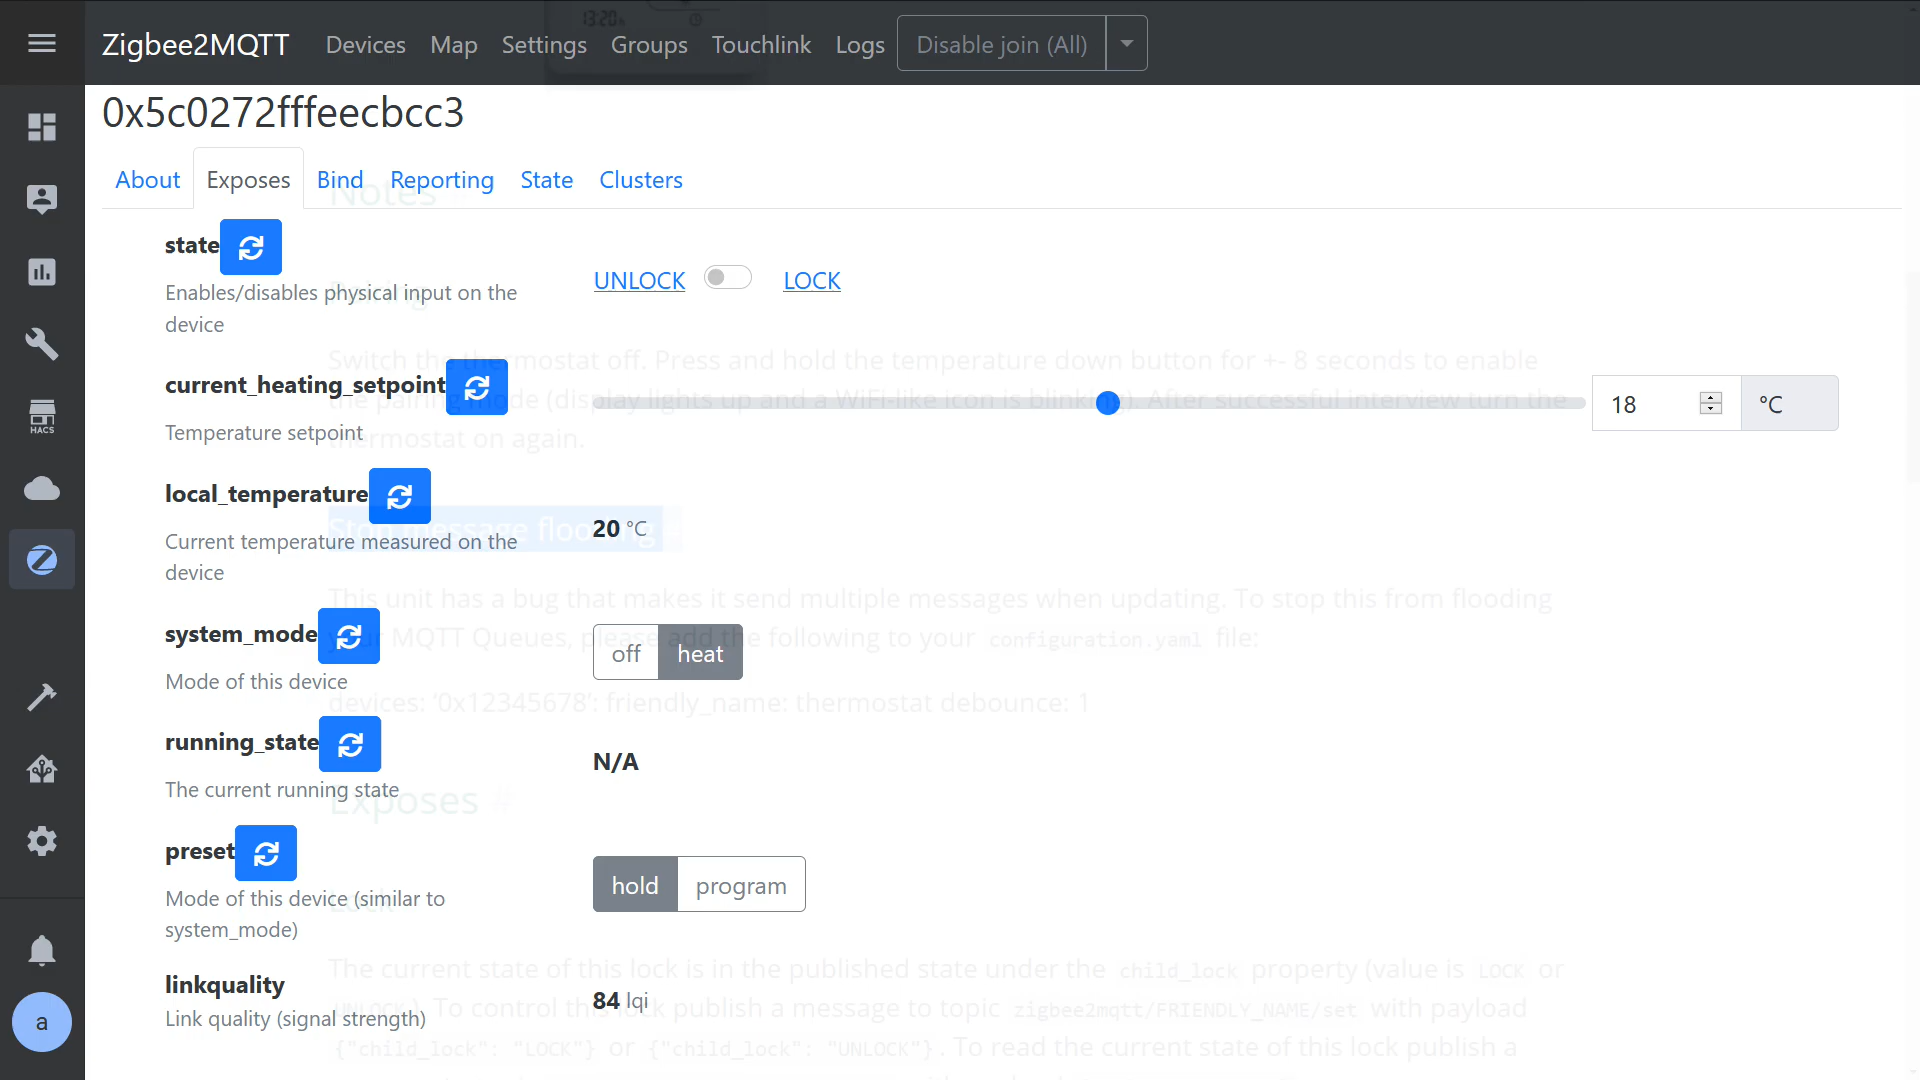 13:20
Zigbee2MQTT Devices Map Settings Groups Touchlink Logs Disable join (All)
0x5c0272fffeecbcc3
About Exposes Bind Reporting State Clusters
Notes
state
Enables/disables physical input on the
device
UNLOCK LOCK
Pairing
Switch the thermostat off. Press and hold the temperature down button for +- 8 seconds to enable
the pairing mode (display lights up and a WiFi-like icon is blinking). After successful interview turn the
thermostat on again.
current_heating_setpoint
Temperature setpoint
18 °C
HACS
local_temperature
Current temperature measured on the
device
20 °C
Stop message flooding
This unit has a bug that makes it send multiple messages when updating. To stop this from flooding
your MQTT Queues, please add the following to your configuration.yaml file:
system_mode
Mode of this device
off heat
devices: '0x12345678': friendly_name: thermostat debounce: 1
running_state
The current running state
N/A
Exposes #
preset
Mode of this device (similar to
system_mode)
hold program
linkquality
Link quality (signal strength)
84 lqi
The current state of this lock is in the published state under the child_lock property (value is LOCK or
UNLOCK). To control this lock publish a message to topic zigbee2mqtt/FRIENDLY_NAME/set with payload
{"child_lock": "LOCK"} or {"child_lock": "UNLOCK"}. To read the current state of this lock publish a
a